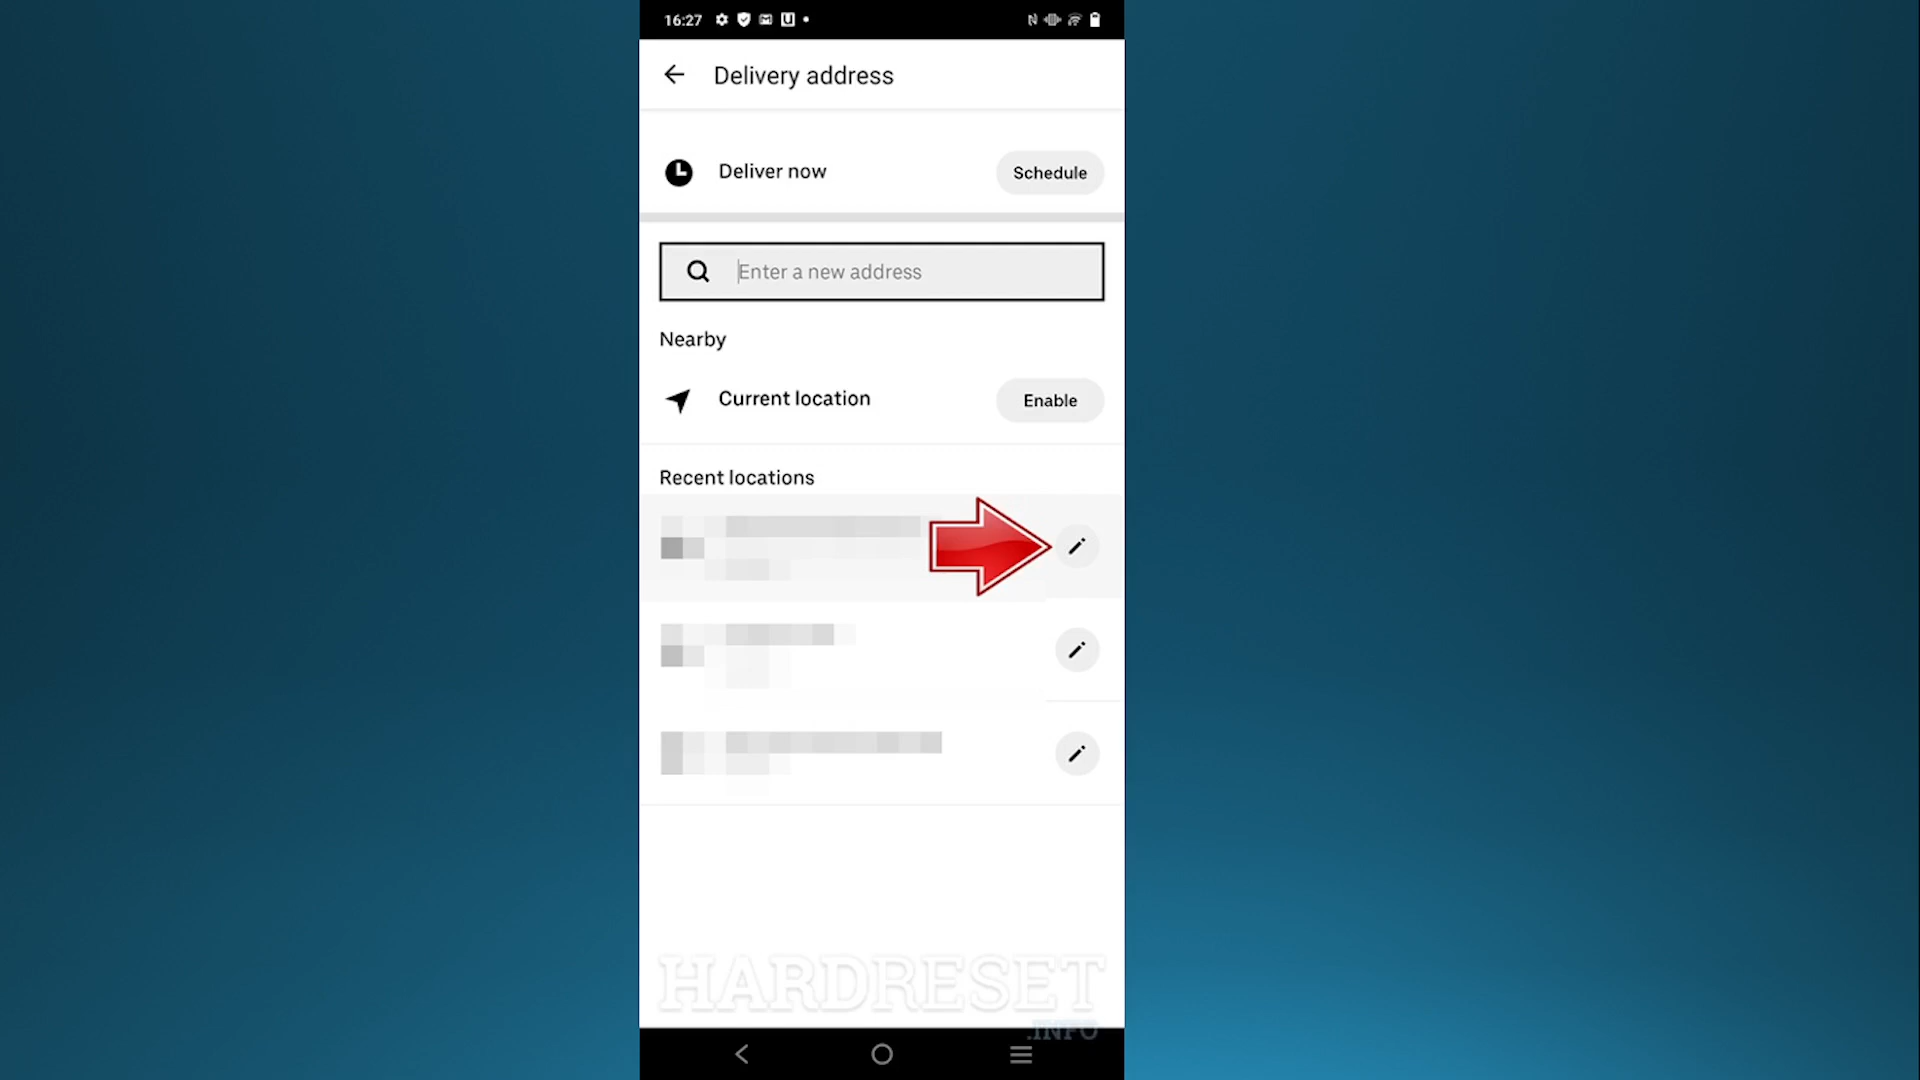 16:27
Delivery address
Deliver now
Schedule
Enter a new address
Nearby
Current location
Enable
Recent locations
HARDRESET
.INFO